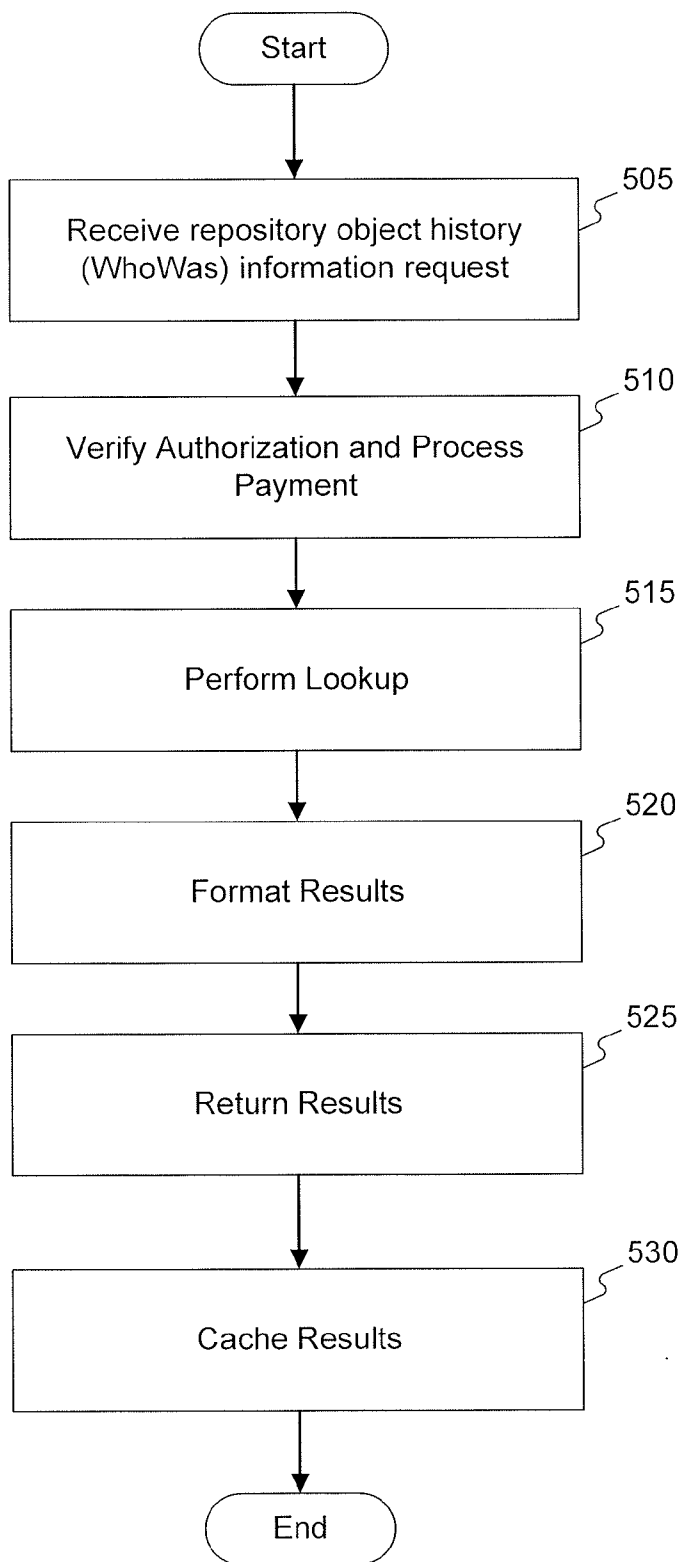 Start
505
Receive repository object history
(WhoWas) information request
510
Verify Authorization and Process
Payment
515
Perform Lookup
520
Format Results
525
Return Results
530
Cache Results
End